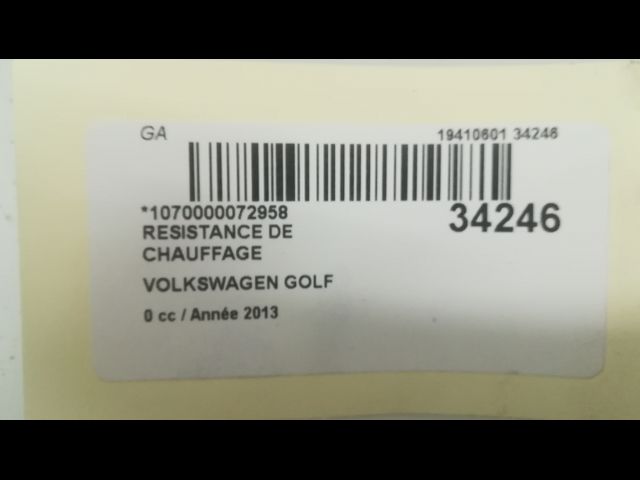 GA 19410601 34246
*1070000072958 34246
RESISTANCE DE
CHAUFFAGE
VOLKSWAGEN GOLF
0 cc / Année 2013